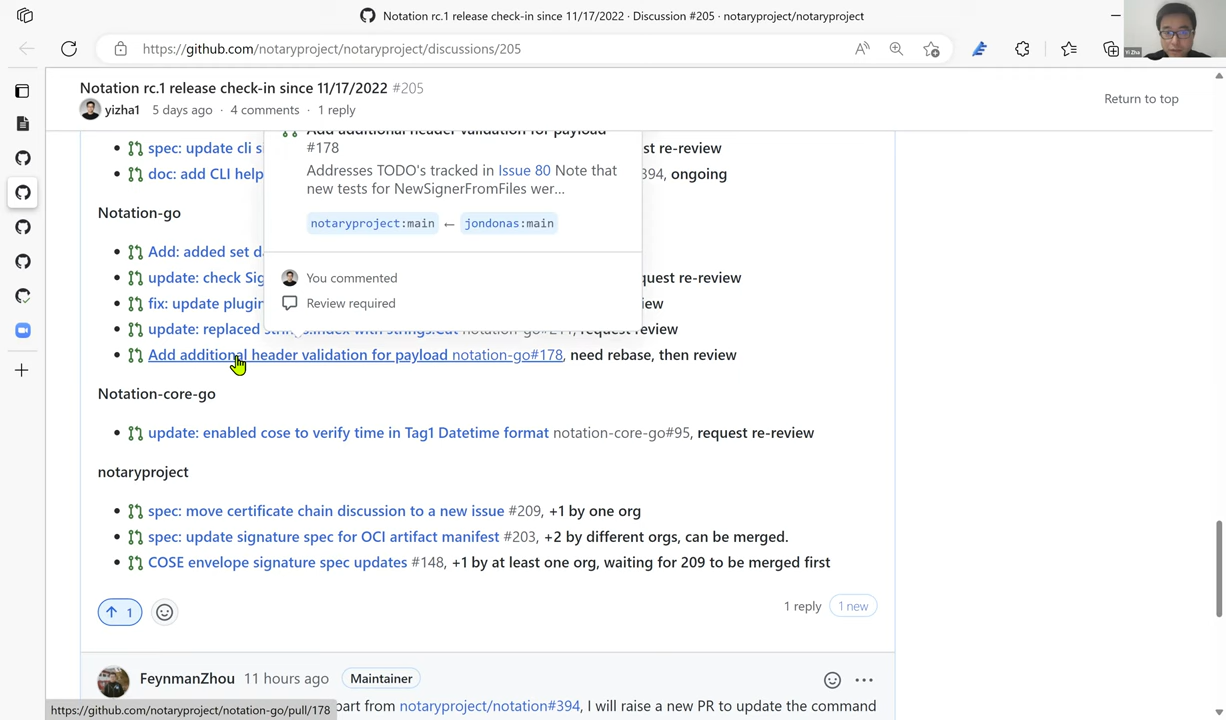 Notation rc.1 release check-in since 11/17/2022 · Discussion #205 - notaryproject/notaryproject
https://github.com/notaryproject/notaryproject/discussions/205
Yi Zha
Notation rc.1 release check-in since 11/17/2022 #205
yizha1 5 days ago · 4 comments · 1 reply
Return to top
Add additional header validation for payload
#178
Addresses TODO's tracked in Issue 80 Note that
new tests for NewSignerFromFiles wer...
notaryproject:main ← jondonas:main
You commented
Review required
spec: update cli s
st re-review
doc: add CLI help
394, ongoing
Notation-go
Add: added set d
update: check Sig
quest re-review
fix: update plugin
iew
update: replaced strings.Index with strings.Cut notation-go#211, request review
Add additional header validation for payload notation-go#178, need rebase, then review
Notation-core-go
update: enabled cose to verify time in Tag1 Datetime format notation-core-go#95, request re-review
notaryproject
spec: move certificate chain discussion to a new issue #209, +1 by one org
spec: update signature spec for OCI artifact manifest #203, +2 by different orgs, can be merged.
COSE envelope signature spec updates #148, +1 by at least one org, waiting for 209 to be merged first
1
1 reply 1 new
FeynmanZhou 11 hours ago Maintainer
https://github.com/notaryproject/notation-go/pull/178
part from notaryproject/notation#394, I will raise a new PR to update the command